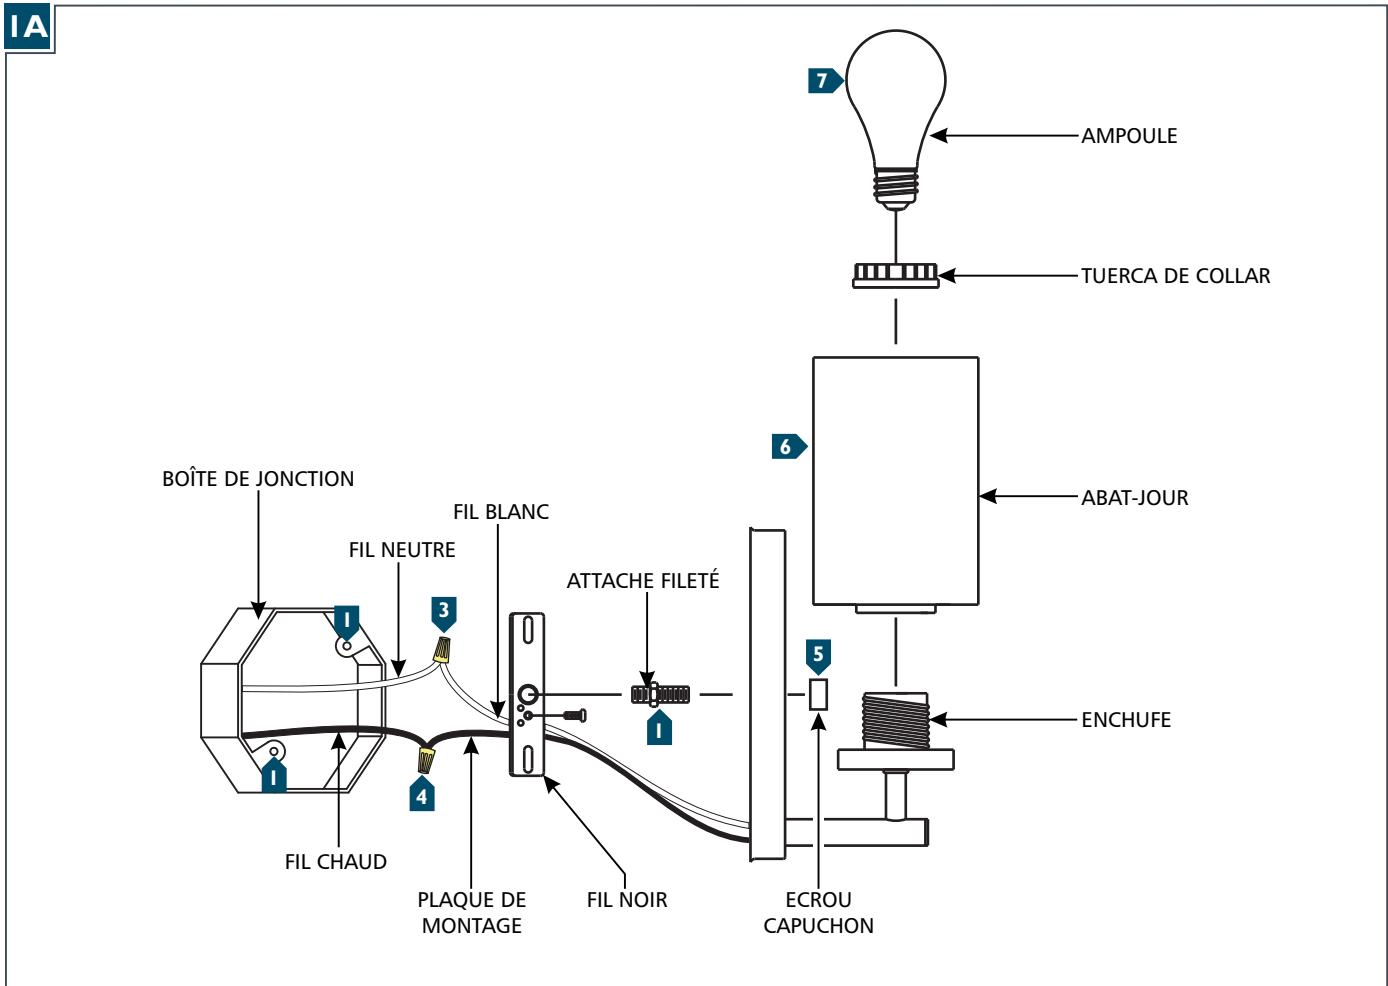 1A
7
AMPOULE
TUERCA DE COLLAR
6
ABAT-JOUR
BOÎTE DE JONCTION
FIL BLANC
FIL NEUTRE
ATTACHE FILETÉ
3
1
5
1
ENCHUFE
1
4
FIL CHAUD
PLAQUE DE
MONTAGE
FIL NOIR
ECROU
CAPUCHON